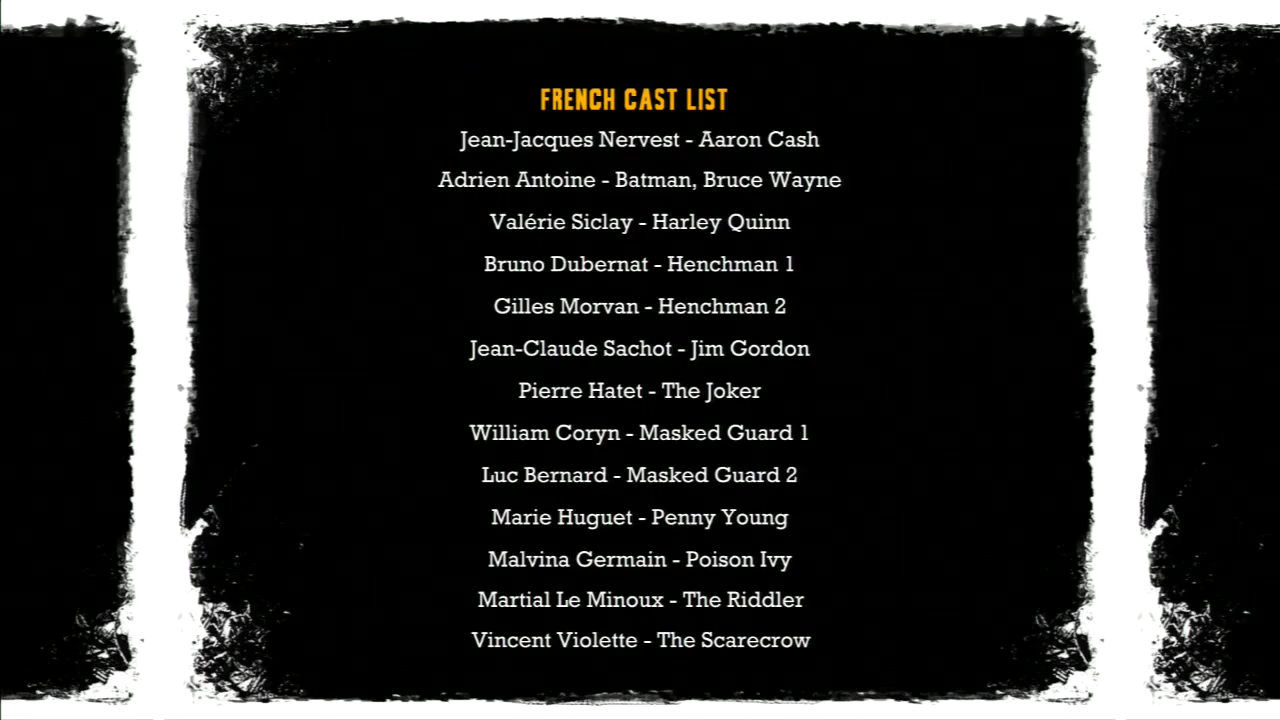 FRENCH CAST LIST
Jean-Jacques Nervest - Aaron Cash
Adrien Antoine - Batman, Bruce Wayne
Valérie Siclay - Harley Quinn
Bruno Dubernat - Henchman 1
Gilles Morvan - Henchman 2
Jean-Claude Sachot - Jim Gordon
Pierre Hatet - The Joker
William Coryn - Masked Guard 1
Luc Bernard - Masked Guard 2
Marie Huguet - Penny Young
Malvina Germain - Poison Ivy
Martial Le Minoux - The Riddler
Vincent Violette - The Scarecrow